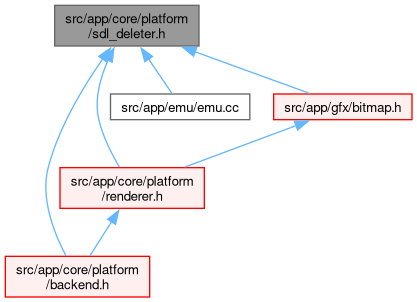 src/app/core/platform
/sdl_deleter.h
src/app/emu/emu.cc
src/app/gfx/bitmap.h
src/app/core/platform
/renderer.h
src/app/core/platform
/backend.h